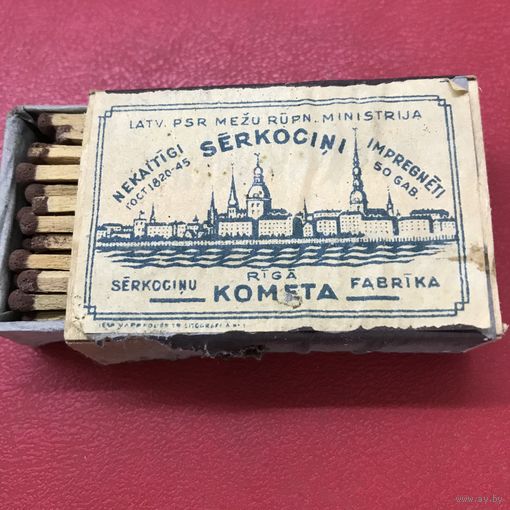 LATV. PSR MEŽU RŪPN. MINISTRIJA
NEKAITĪGI SĒRKOCIŅI IMPREGNĒTI
ГОСТ.1820-45 50 GAB.
RĪGĀ
SĒRKOCIŅU KOMETA FABRĪKA
www.ay.by